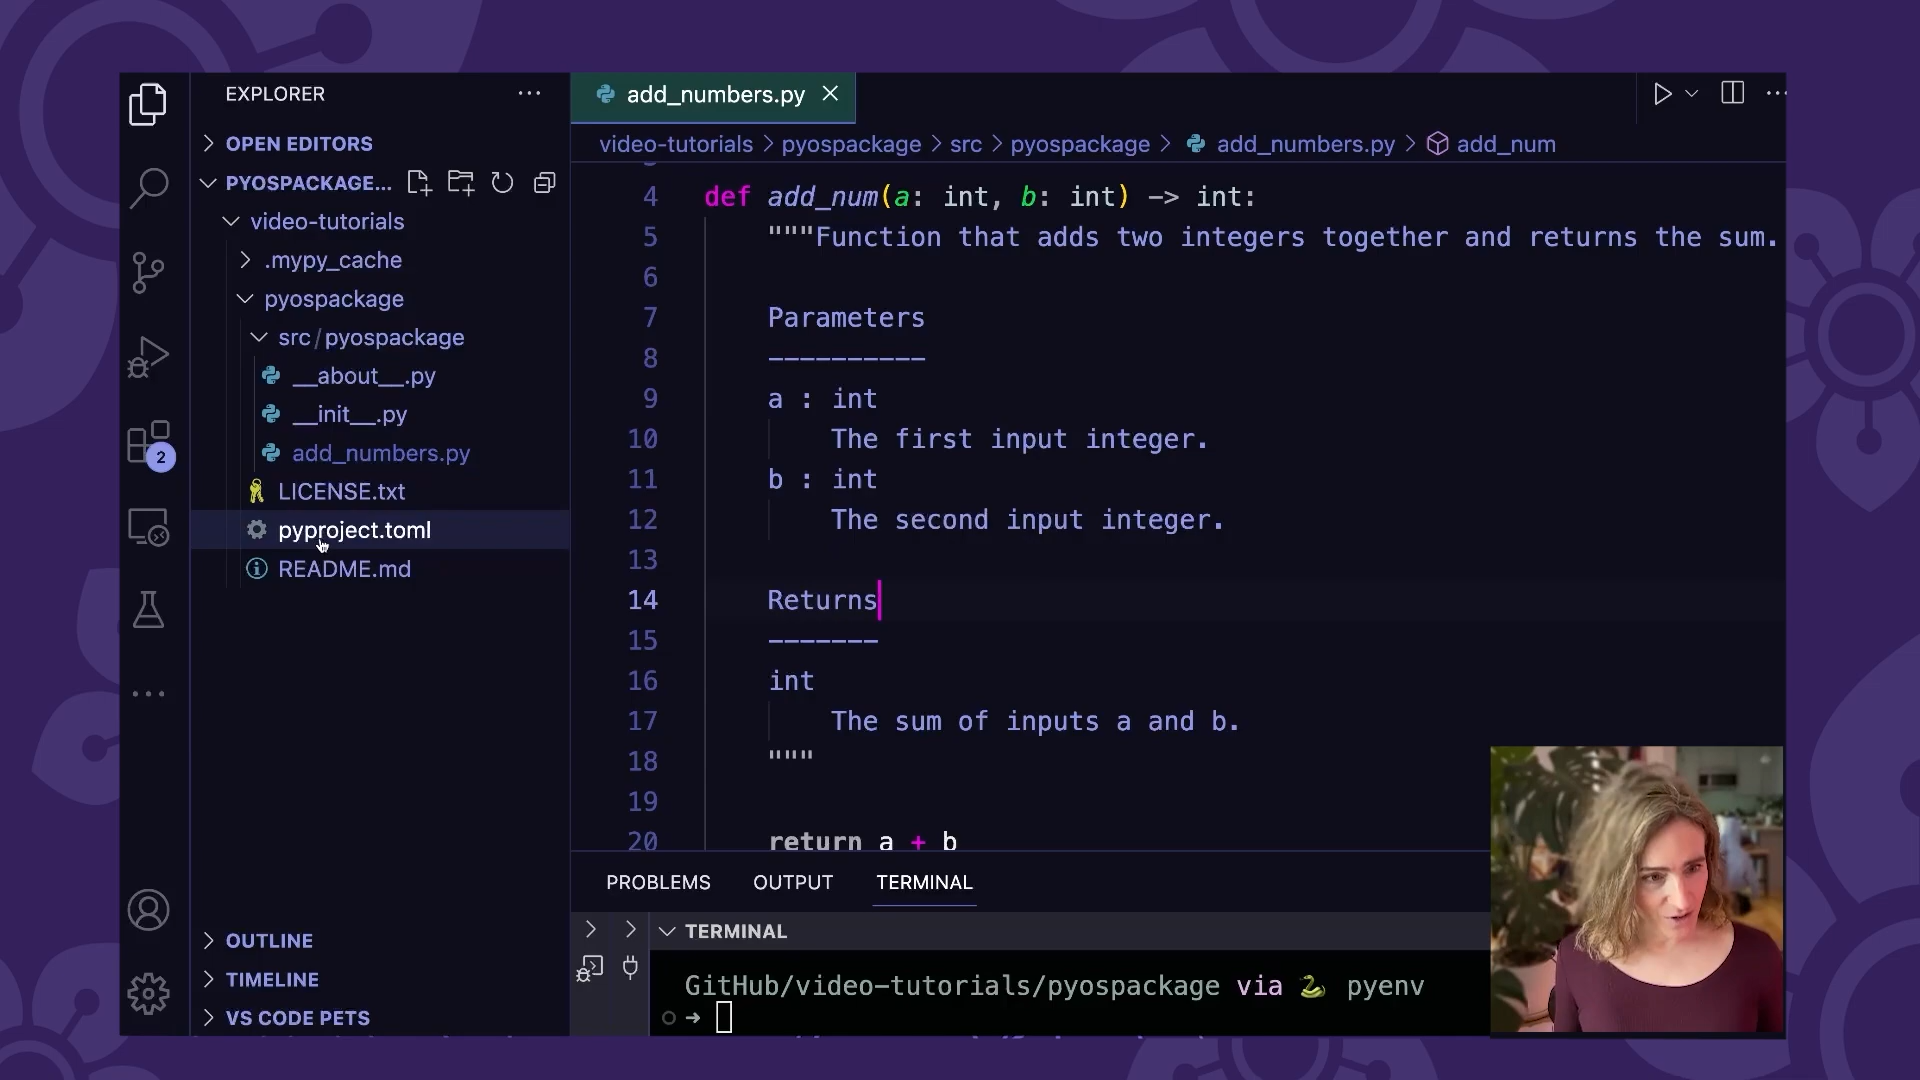 EXPLORER
OPEN EDITORS
PYOSPACKAGE...
video-tutorials
.mypy_cache
pyospackage
src/pyospackage
__about__.py
__init__.py
add_numbers.py
LICENSE.txt
pyproject.toml
README.md
2
OUTLINE
TIMELINE
VS CODE PETS
add_numbers.py
video-tutorials > pyospackage > src > pyospackage > add_numbers.py > add_num
4 def add_num(a: int, b: int) -> int:
5 """Function that adds two integers together and returns the sum.
6
7 Parameters
8 ----------
9 a : int
10 The first input integer.
11 b : int
12 The second input integer.
13
14 Returns
15 -------
16 int
17 The sum of inputs a and b.
18 """
19
20 return a + b
PROBLEMS OUTPUT TERMINAL
TERMINAL
GitHub/video-tutorials/pyospackage via 🐍 pyenv
➜